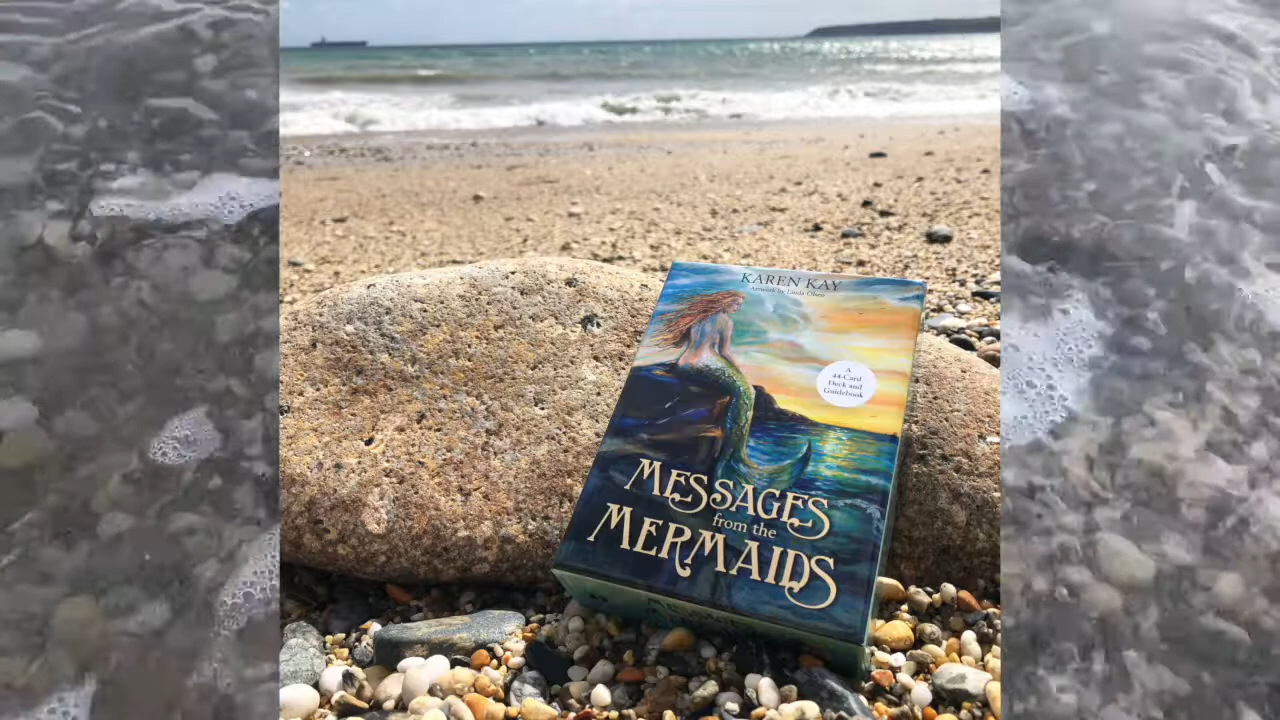 KAREN KAY
Artwork by Linda Olsen
A
44-Card
Deck and
Guidebook
MESSAGES
from the
MERMAIDS